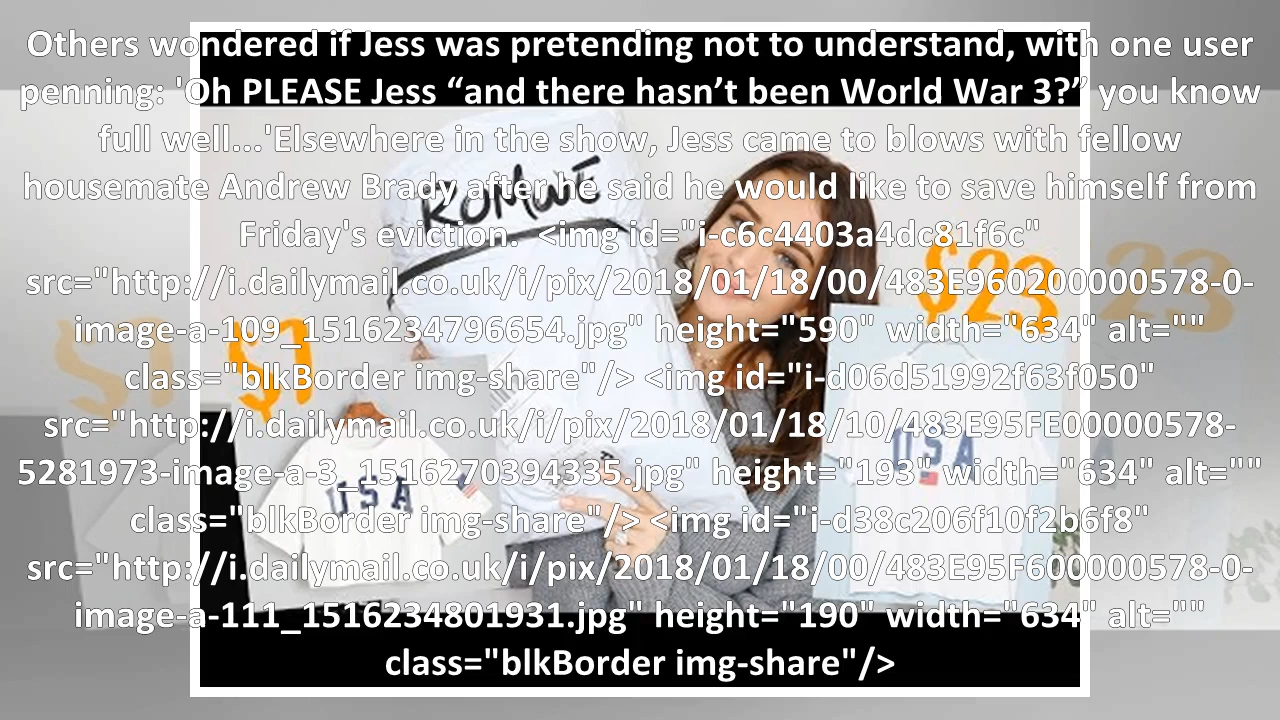 Others wondered if Jess was pretending not to understand, with one user
penning: 'Oh PLEASE Jess “and there hasn’t been World War 3?” you know
full well... 'Elsewhere in the show, Jess came to blows with fellow
housemate Andrew Brady after he said he would like to save himself from
Friday's eviction.  <img id="i-c6c4403a4dc81f6c"
src="http://i.dailymail.co.uk/i/pix/2018/01/18/00/483E960200000578-0-
image-a-109_1516234796654.jpg" height="590" width="634" alt=""
class="blkBorder img-share"/> <img id="i-d06d51992f63f050"
src="http://i.dailymail.co.uk/i/pix/2018/01/18/10/483E95FE00000578-
5281973-image-a-3_1516270394335.jpg" height="193" width="634" alt=""
class="blkBorder img-share"/> <img id="i-d38c206f10f2b6f8"
src="http://i.dailymail.co.uk/i/pix/2018/01/18/00/483E95F600000578-0-
image-a-111_1516234801931.jpg" height="190" width="634" alt=""
class="blkBorder img-share"/>
ROMWE
$23
23
$1
$1
USA
USA